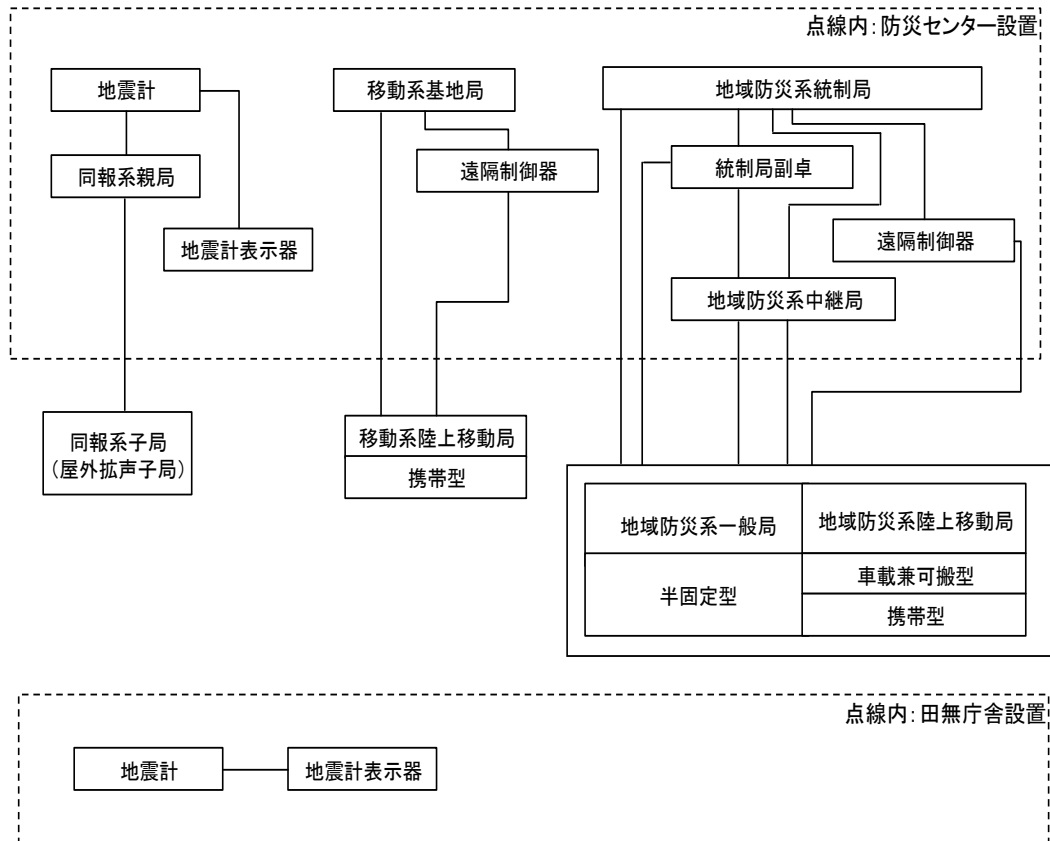 点線内：防災センター設置
地震計
移動系基地局
地域防災系統制局
同報系親局
遠隔制御器
統制局副卓
地震計表示器
遠隔制御器
地域防災系中継局
同報系子局
（屋外拡声子局）
移動系陸上移動局
携帯型
地域防災系一般局
地域防災系陸上移動局
半固定型
車載兼可搬型
携帯型
点線内：田無庁舎設置
地震計
地震計表示器